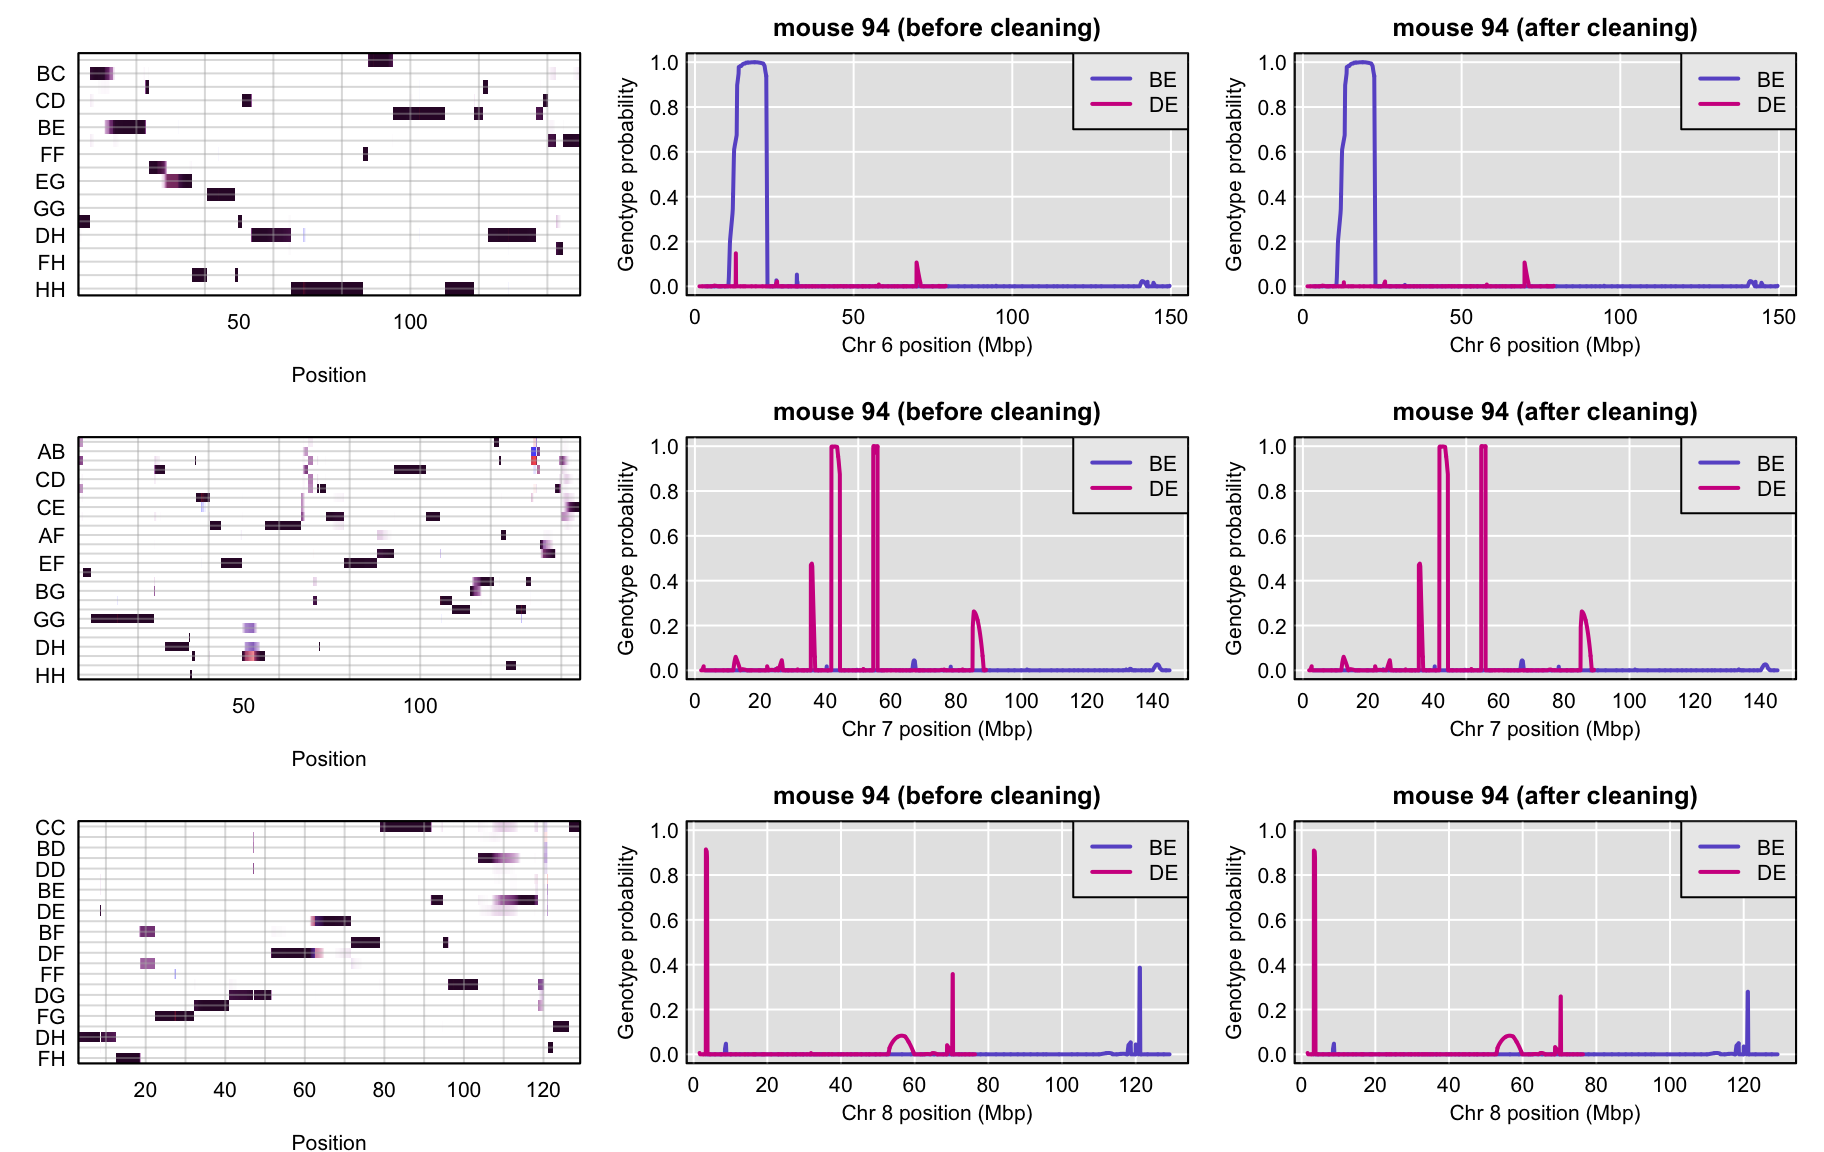 BC
CD
BE
FF
EG
GG
DH
FH
HH
50 100
Position
mouse 94 (before cleaning)
Genotype probability
1.0
0.8
0.6
0.4
0.2
0.0
BE
DE
0 50 100 150
Chr 6 position (Mbp)
mouse 94 (after cleaning)
Genotype probability
1.0
0.8
0.6
0.4
0.2
0.0
BE
DE
0 50 100 150
Chr 6 position (Mbp)
AB
CD
CE
AF
EF
BG
GG
DH
HH
50 100
Position
mouse 94 (before cleaning)
Genotype probability
1.0
0.8
0.6
0.4
0.2
0.0
BE
DE
0 20 40 60 80 100 120 140
Chr 7 position (Mbp)
mouse 94 (after cleaning)
Genotype probability
1.0
0.8
0.6
0.4
0.2
0.0
BE
DE
0 20 40 60 80 100 120 140
Chr 7 position (Mbp)
CC
BD
DD
BE
DE
BF
DF
FF
DG
FG
DH
FH
20 40 60 80 100 120
Position
mouse 94 (before cleaning)
Genotype probability
1.0
0.8
0.6
0.4
0.2
0.0
BE
DE
0 20 40 60 80 100 120
Chr 8 position (Mbp)
mouse 94 (after cleaning)
Genotype probability
1.0
0.8
0.6
0.4
0.2
0.0
BE
DE
0 20 40 60 80 100 120
Chr 8 position (Mbp)